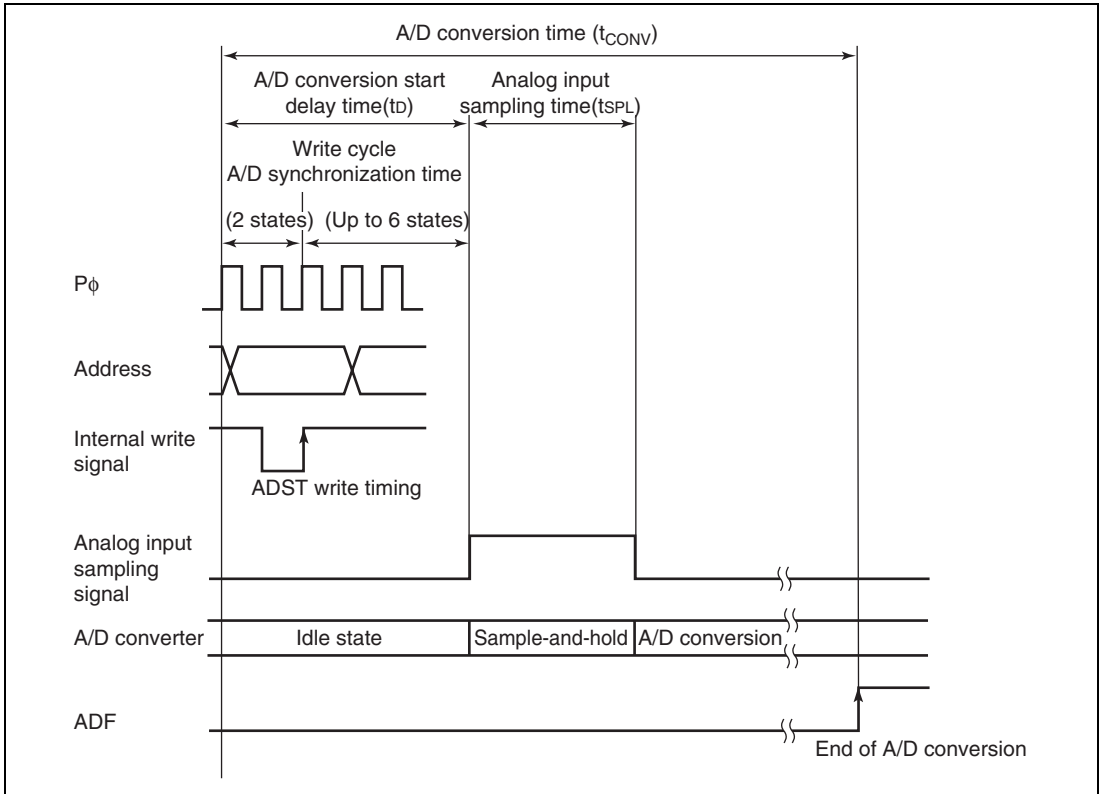 A/D conversion time (tCONV)
A/D conversion start
delay time(tD)
Analog input
sampling time(tSPL)
Write cycle
A/D synchronization time
(2 states) (Up to 6 states)
Pϕ
Address
Internal write
signal
ADST write timing
Analog input
sampling
signal
A/D converter
Idle state
Sample-and-hold
A/D conversion
ADF
End of A/D conversion